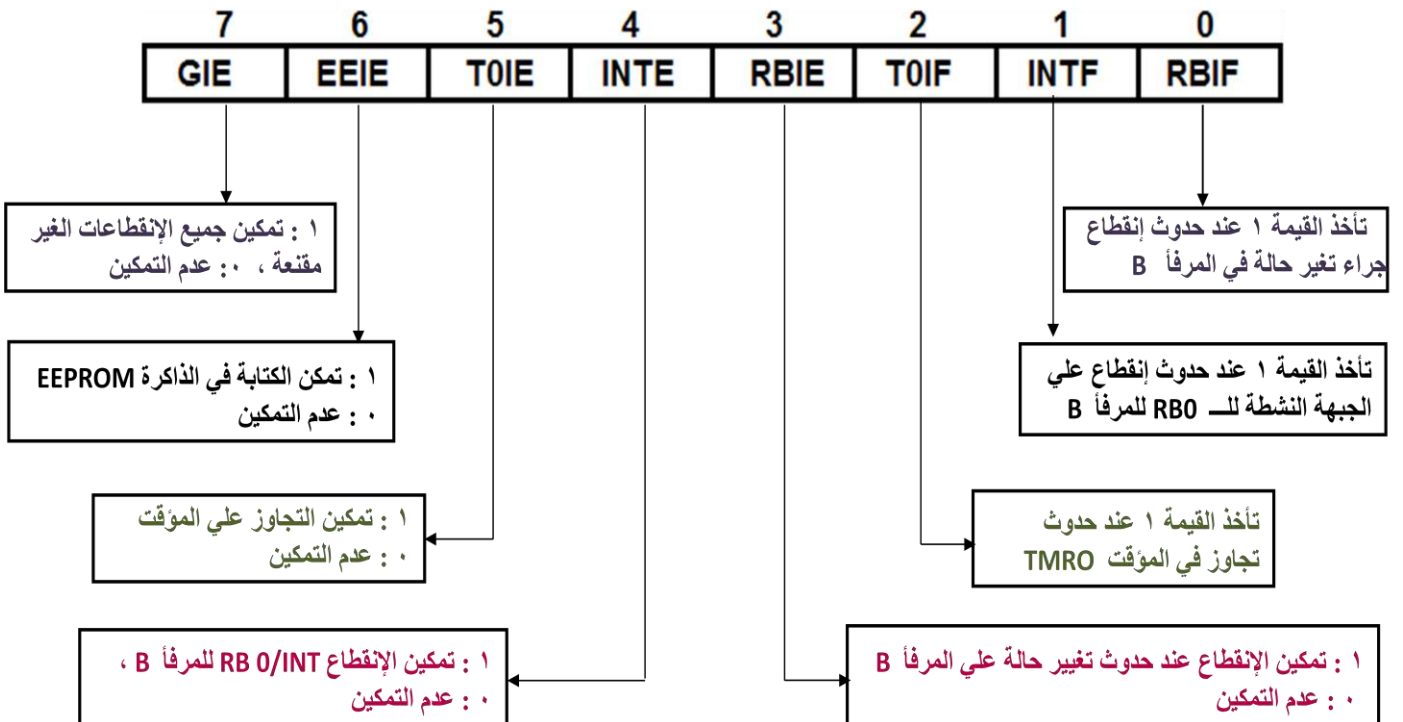 7 6 5 4 3 2 1 0
GIE EEIE T0IE INTE RBIE T0IF INTF RBIF
١ : تمكين جميع الإنقطاعات الغير
مقنعة ، ٠: عدم التمكين
تأخذ القيمة ١ عند حدوث إنقطاع
جراء تغير حالة في المرفأ B
١ : تمكن الكتابة في الذاكرة EEPROM
٠ : عدم التمكين
تأخذ القيمة ١ عند حدوث إنقطاع علي
الجبهة النشطة للـــ RB0 للمرفأ B
١ : تمكين التجاوز علي المؤقت
٠ : عدم التمكين
تأخذ القيمة ١ عند حدوث
تجاوز في المؤقت TMRO
١ : تمكين الإنقطاع RB 0/INT للمرفأ B ،
٠ : عدم التمكين
١ : تمكين الإنقطاع عند حدوث تغيير حالة علي المرفأ B
٠ : عدم التمكين